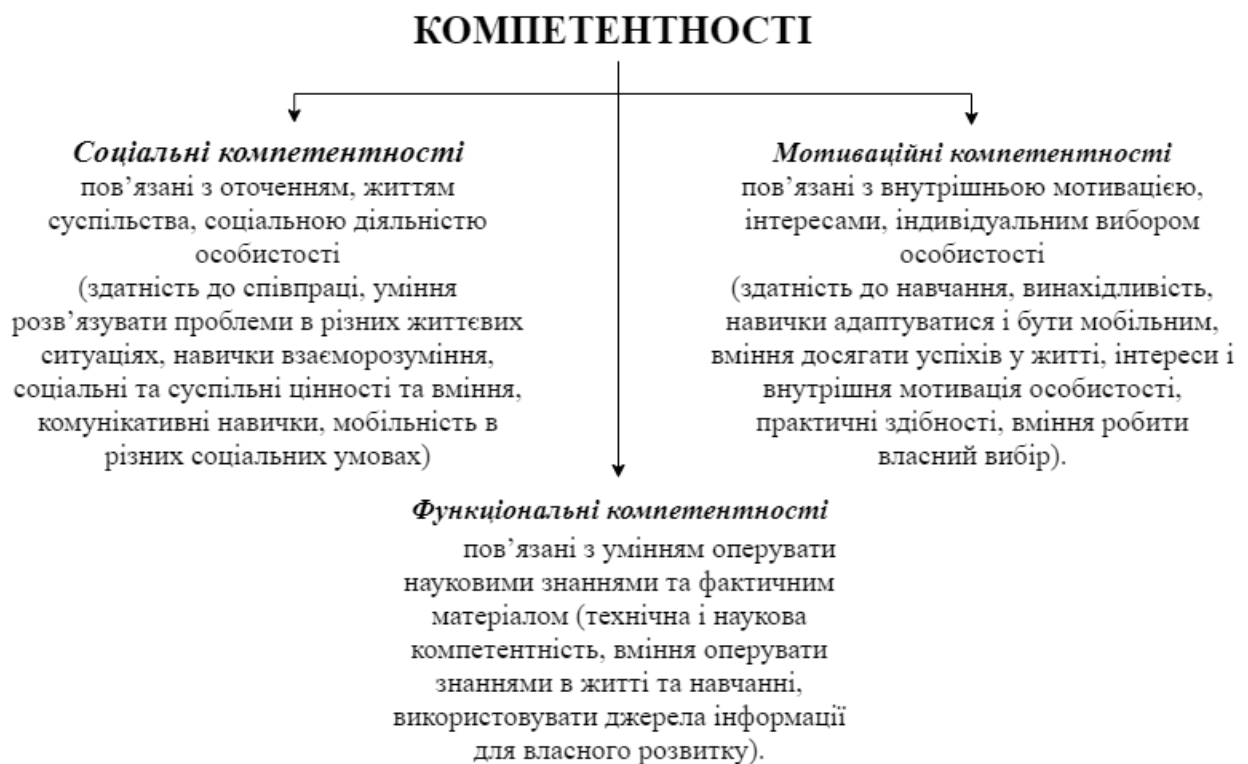 КОМПЕТЕНТНОСТІ
Соціальні компетентності
пов’язані з оточенням, життям
суспільства, соціальною діяльністю
особистості
(здатність до співпраці, уміння
розв’язувати проблеми в різних життєвих
ситуаціях, навички взаєморозуміння,
соціальні та суспільні цінності та вміння,
комунікативні навички, мобільність в
різних соціальних умовах)
Мотиваційні компетентності
пов’язані з внутрішньою мотивацією,
інтересами, індивідуальним вибором
особистості
(здатність до навчання, винахідливість,
навички адаптуватися і бути мобільним,
вміння досягати успіхів у житті, інтереси і
внутрішня мотивація особистості,
практичні здібності, вміння робити
власний вибір).
Функціональні компетентності
пов’язані з умінням оперувати
науковими знаннями та фактичним
матеріалом (технічна і наукова
компетентність, вміння оперувати
знаннями в житті та навчанні,
використовувати джерела інформації
для власного розвитку).